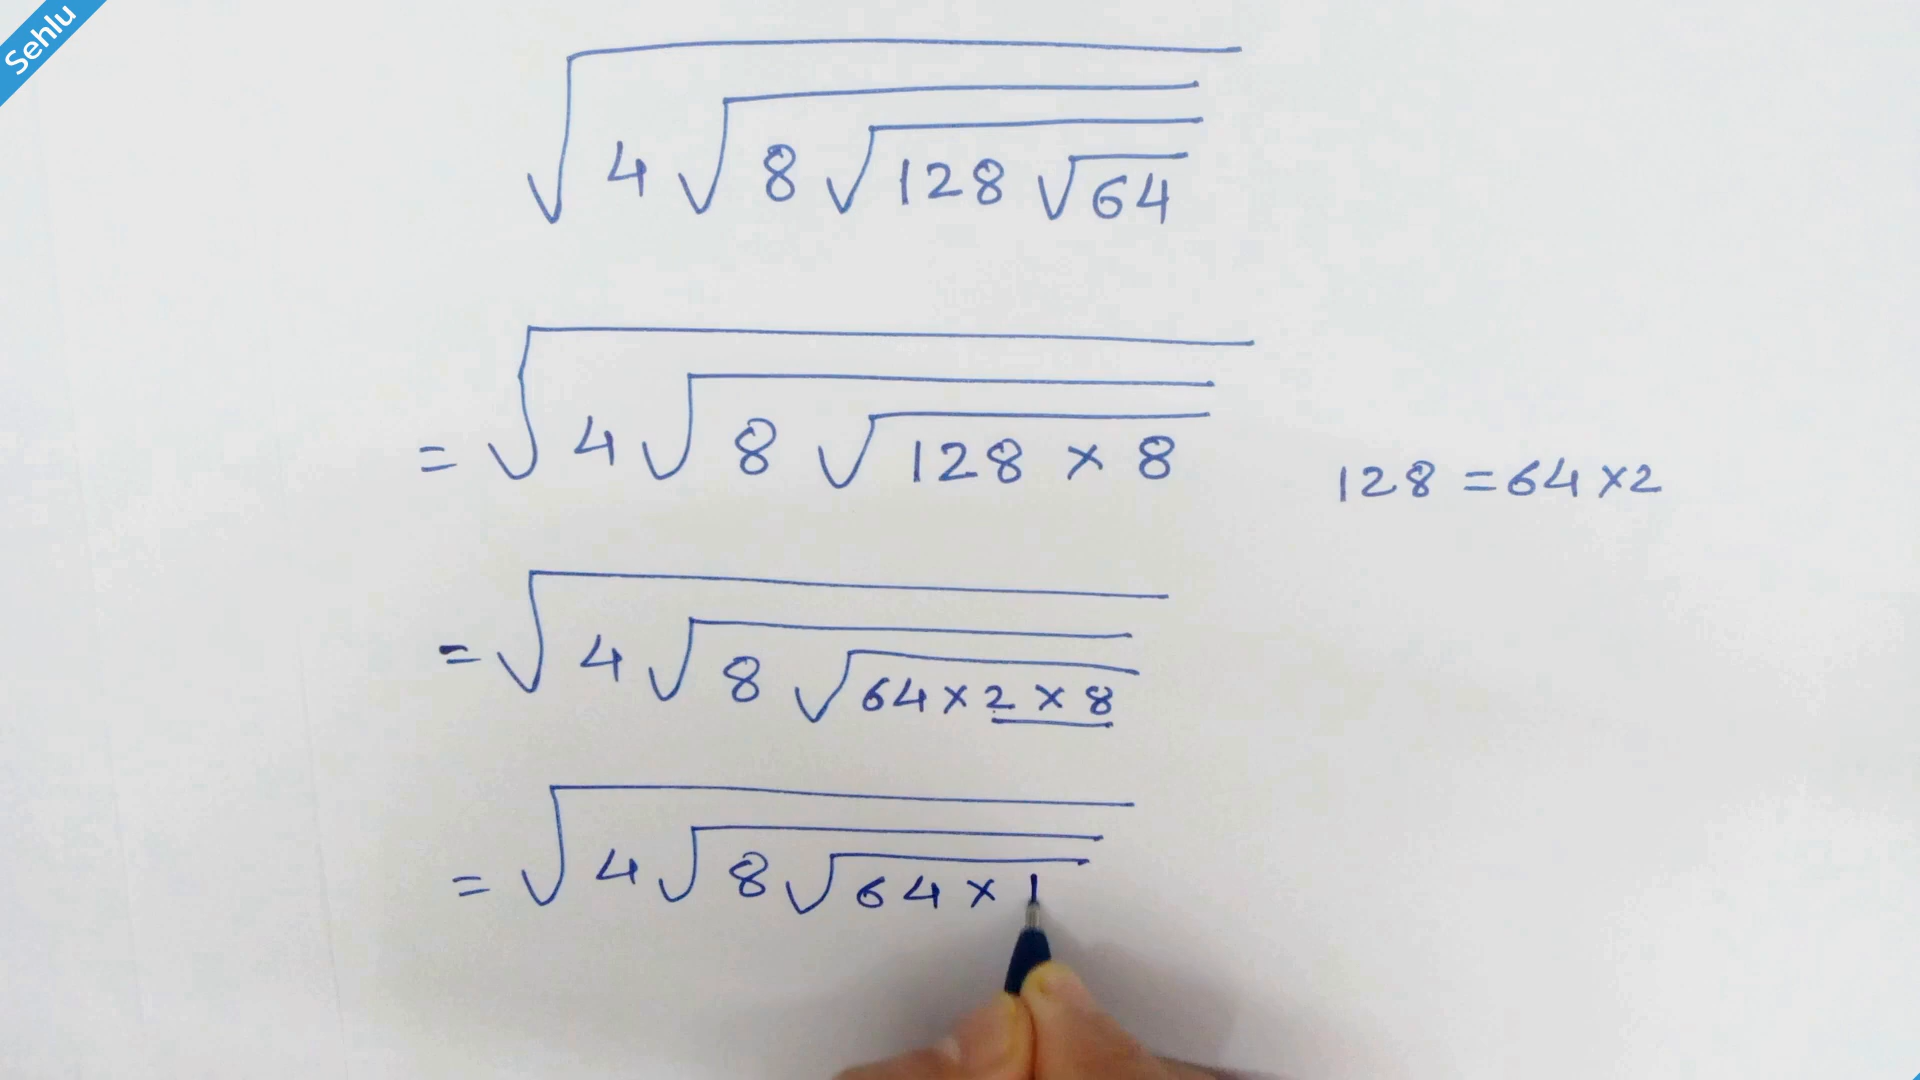 Sehlu
√4√8√128√64
= √4√8√128 × 8
128 = 64 × 2
= √4√8√64 × 2 × 8
= √4√8√64 × 1